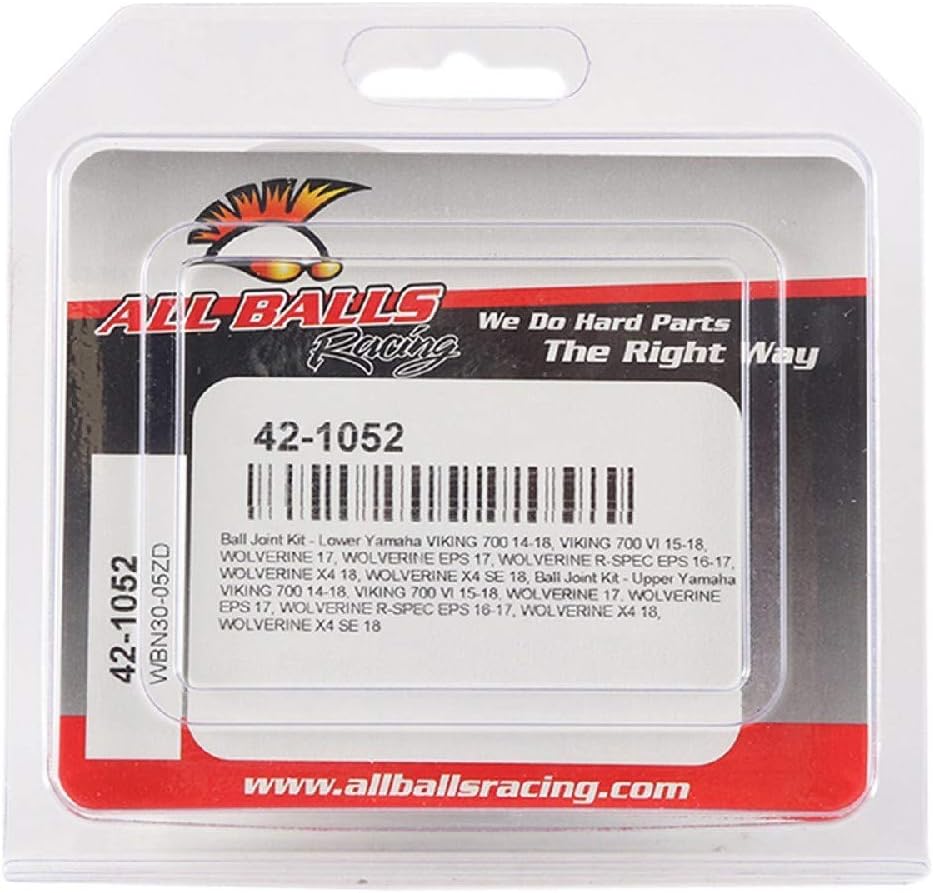 ALL BALLS
Racing
We Do Hard Parts
The Right Way
42-1052
Ball Joint Kit - Lower Yamaha VIKING 700 14-18, VIKING 700 VI 15-18,
WOLVERINE 17, WOLVERINE EPS 17, WOLVERINE R-SPEC EPS 16-17,
WOLVERINE X4 18, WOLVERINE X4 SE 18, Ball Joint Kit - Upper Yamaha
VIKING 700 14-18, VIKING 700 VI 15-18, WOLVERINE 17, WOLVERINE
EPS 17, WOLVERINE R-SPEC EPS 16-17, WOLVERINE X4 18,
WOLVERINE X4 SE 18
42-1052
WBN30-05ZD
www.allballsracing.com